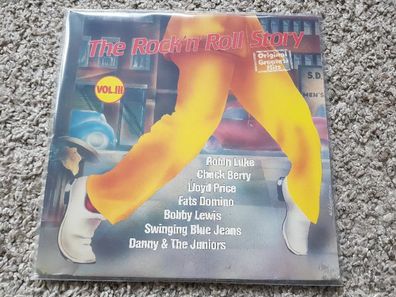 The Rock'n'Roll Story
VOL.III
Original
Greatest
Hits
S.D.
MEN'S
Robin Luke
Chuck Berry
Lloyd Price
Fats Domino
Bobby Lewis
Swinging Blue Jeans
Danny & The Juniors